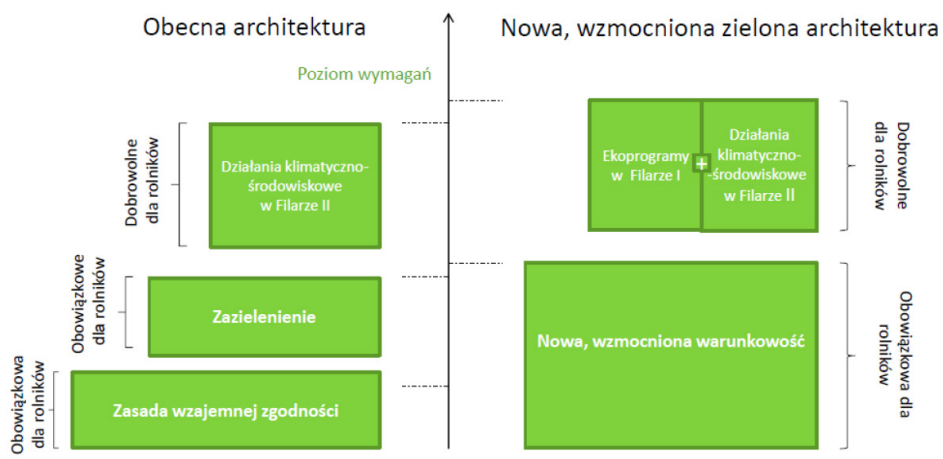 Obecna architektura
Nowa, wzmocniona zielona architektura
Poziom wymagań
Dobrowolne
dla rolników
Działania klimatyczno-
środowiskowe
w Filarze II
Obowiązkowe
dla rolników
Zazielenienie
Obowiązkowa
dla rolników
Zasada wzajemnej zgodności
Ekoprogramy
w Filarze I
+
Działania
klimatyczno-
-środowiskowe
w Filarze II
Dobrowolne
dla rolników
Nowa, wzmocniona warunkowość
Obowiązkowa dla
rolników